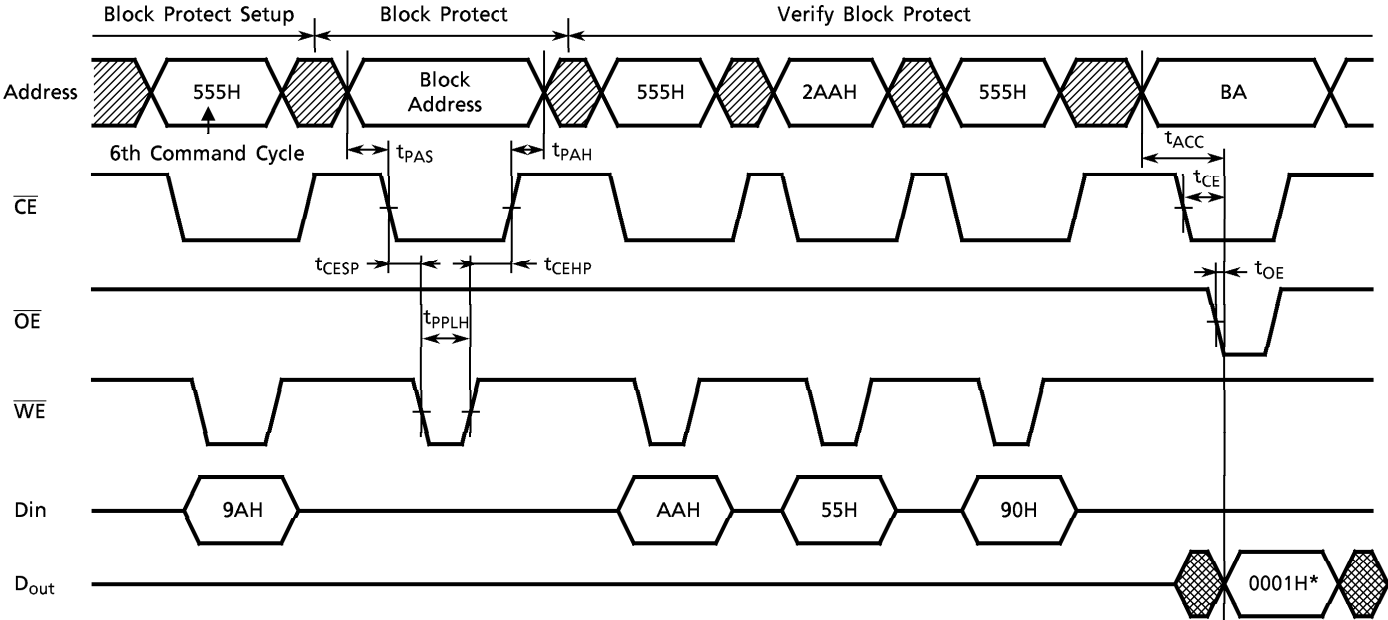 Block Protect Setup Block Protect Verify Block Protect
Address 555H Block Address 555H 2AAH 555H BA
6th Command Cycle tPAS tPAH tACC
CE tCE
tCESP tCEHP tOE
OE tPPLH
WE
Din 9AH AAH 55H 90H
Dout 0001H*